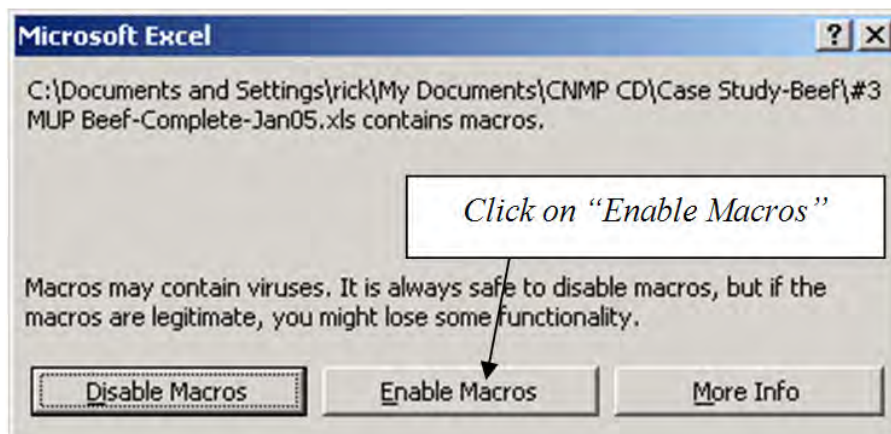 Microsoft Excel
C:\Documents and Settings\rick\My Documents\CNMP CD\Case Study-Beef\#3
MUP Beef-Complete-Jan05.xls contains macros.
Click on “Enable Macros”
Macros may contain viruses. It is always safe to disable macros, but if the
macros are legitimate, you might lose some functionality.
Disable Macros Enable Macros More Info